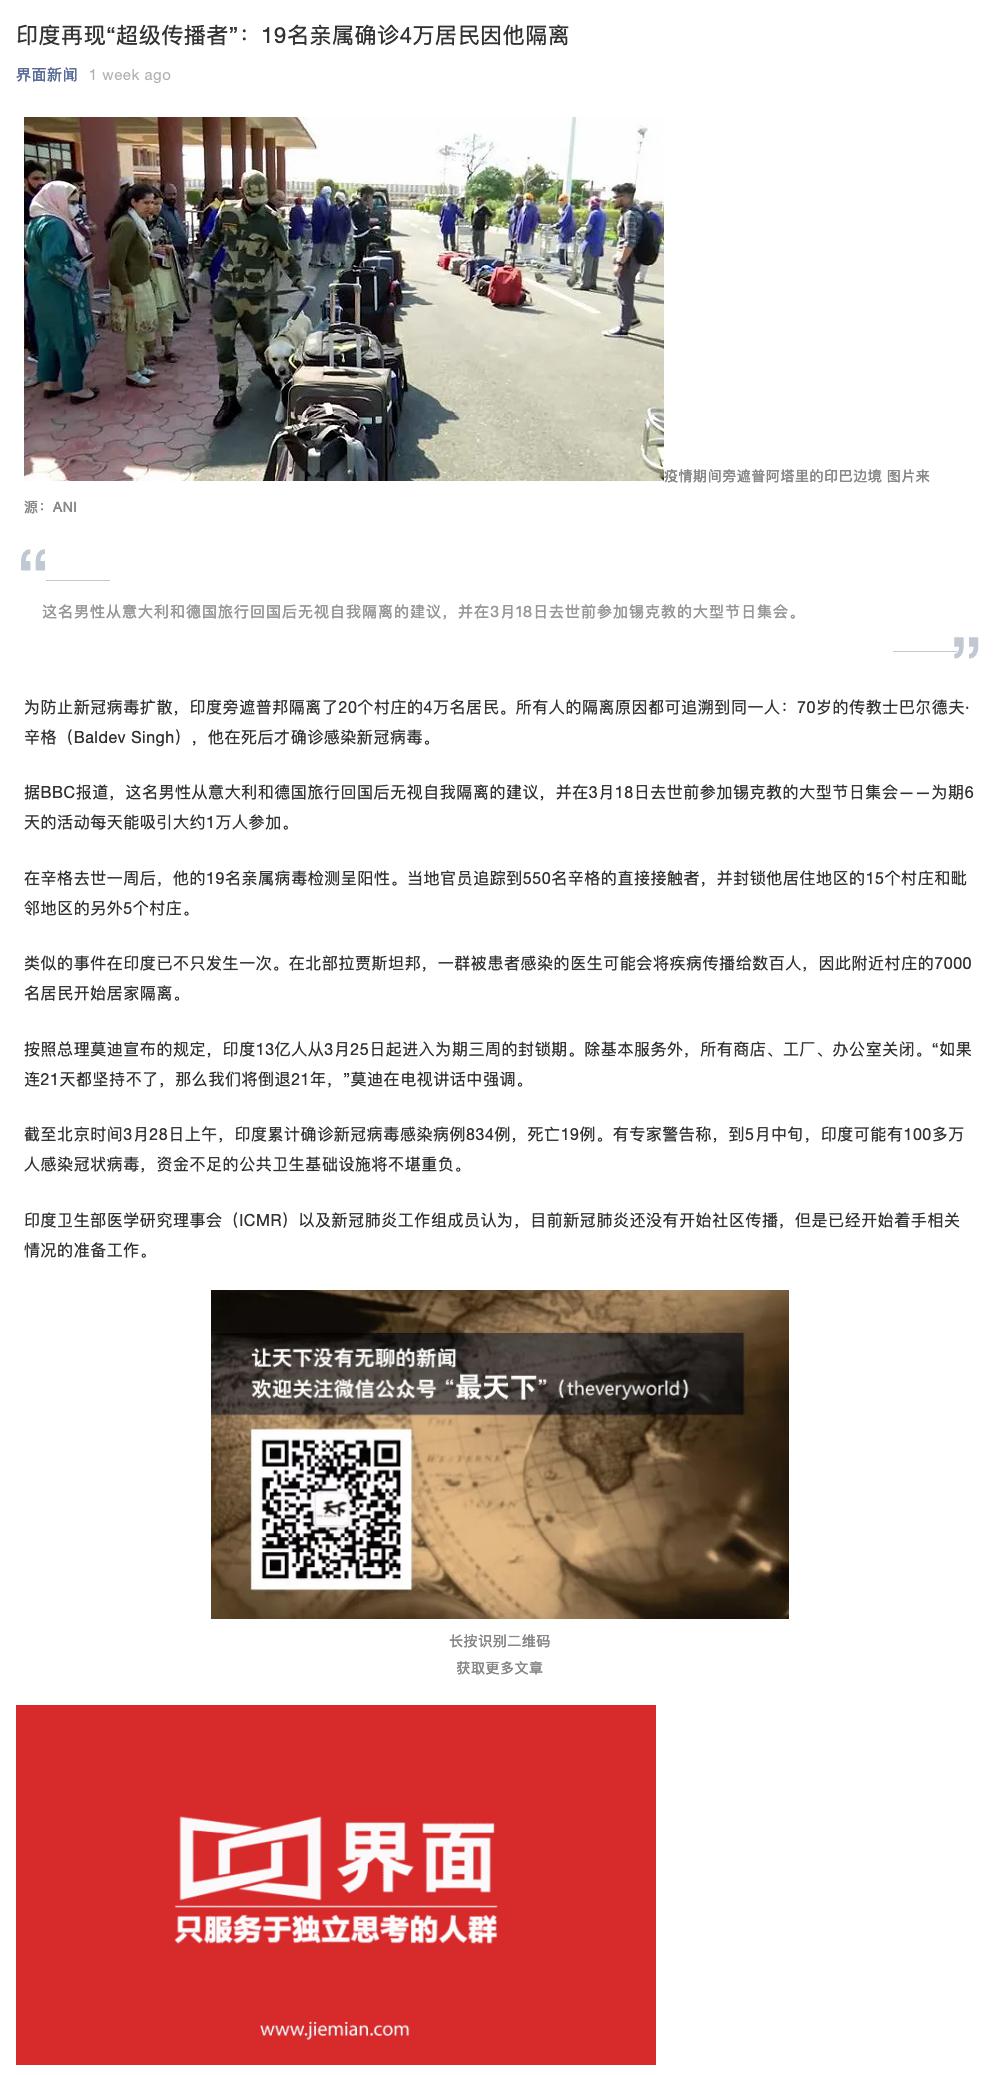 印度再现“超级传播者”：19名亲属确诊4万居民因他隔离
界面新闻 1 week ago
疫情期间旁遮普阿塔里的印巴边境 图片来
源：ANI
“
这名男性从意大利和德国旅行回国后无视自我隔离的建议，并在3月18日去世前参加锡克教的大型节日集会。
”
为防止新冠病毒扩散，印度旁遮普邦隔离了20个村庄的4万名居民。所有人的隔离原因都可追溯到同一人：70岁的传教士巴尔德夫·
辛格（Baldev Singh），他在死后才确诊感染新冠病毒。
据BBC报道，这名男性从意大利和德国旅行回国后无视自我隔离的建议，并在3月18日去世前参加锡克教的大型节日集会——为期6
天的活动每天能吸引大约1万人参加。
在辛格去世一周后，他的19名亲属病毒检测呈阳性。当地官员追踪到550名辛格的直接接触者，并封锁他居住地区的15个村庄和毗
邻地区的另外5个村庄。
类似的事件在印度已不只发生一次。在北部拉贾斯坦邦，一群被患者感染的医生可能会将疾病传播给数百人，因此附近村庄的7000
名居民开始居家隔离。
按照总理莫迪宣布的规定，印度13亿人从3月25日起进入为期三周的封锁期。除基本服务外，所有商店、工厂、办公室关闭。“如果
连21天都坚持不了，那么我们将倒退21年，”莫迪在电视讲话中强调。
截至北京时间3月28日上午，印度累计确诊新冠病毒感染病例834例，死亡19例。有专家警告称，到5月中旬，印度可能有100多万
人感染冠状病毒，资金不足的公共卫生基础设施将不堪重负。
印度卫生部医学研究理事会（ICMR）以及新冠肺炎工作组成员认为，目前新冠肺炎还没有开始社区传播，但是已经开始着手相关
情况的准备工作。
让天下没有无聊的新闻
欢迎关注微信公众号“最天下”（theveryworld）
天下
长按识别二维码
获取更多文章
界面
只服务于独立思考的人群
www.jiemian.com